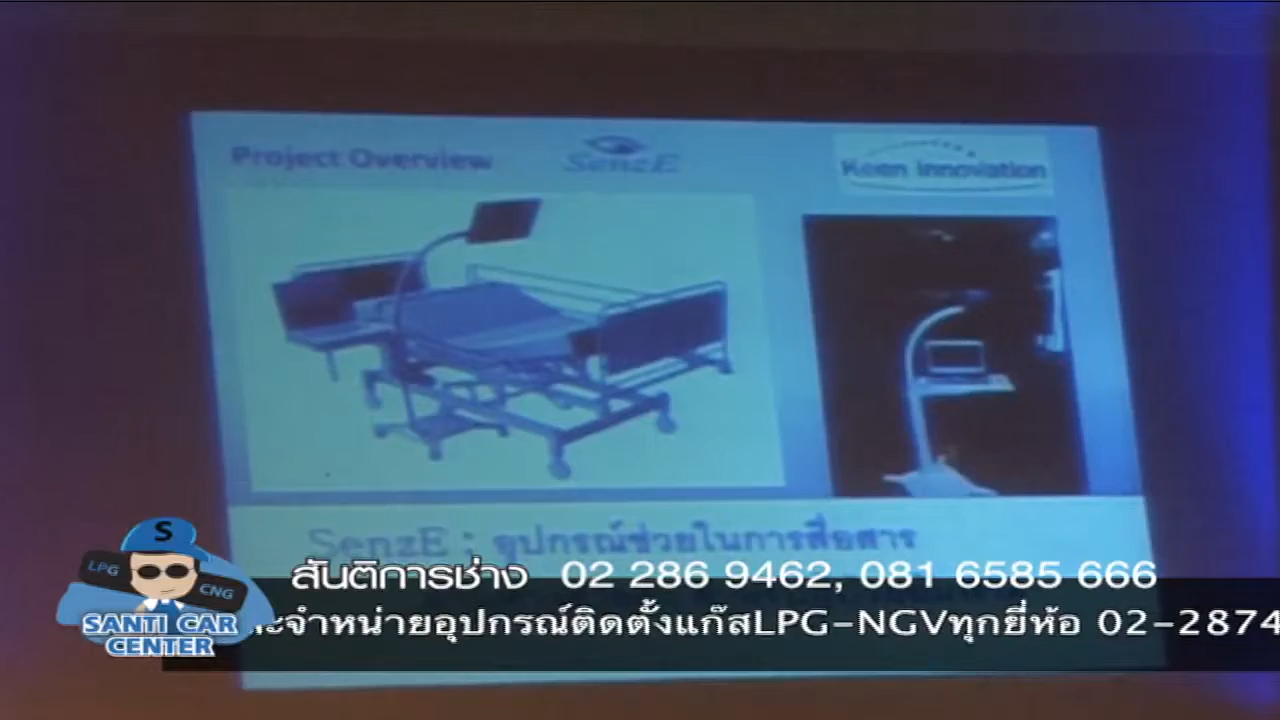 Project Overview
SenzE
Keen Innovation
SenzE : อุปกรณ์ช่วยในการสื่อสาร
S
LPG
CNG
SANTI CAR
CENTER
สันติการช่าง 02 286 9462, 081 6585 666
ละจำหน่ายอุปกรณ์ติดตั้งแก๊สLPG-NGVทุกยี่ห้อ 02-2874